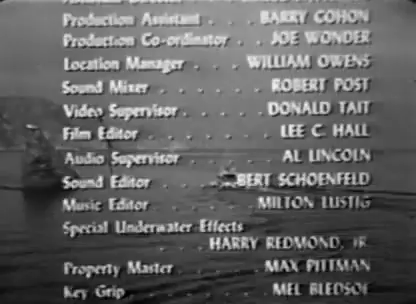 Production Assistant . . . BARRY COHON
Production Co-ordinator . . JOE WONDER
Location Manager . . . WILLIAM OWENS
Sound Mixer . . . . . . ROBERT POST
Video Supervisor . . . . . DONALD TAIT
Film Editor . . . . . . LEE C. HALL
Audio Supervisor . . . . . AL LINCOLN
Sound Editor . . . . BERT SCHOENFELD
Music Editor . . . . . MILTON LUSTIG
Special Underwater Effects
. . . . . HARRY REDMOND, JR
Property Master . . . . . MAX PITTMAN
Key Grip . . . . . . . MEL BLEDSOE